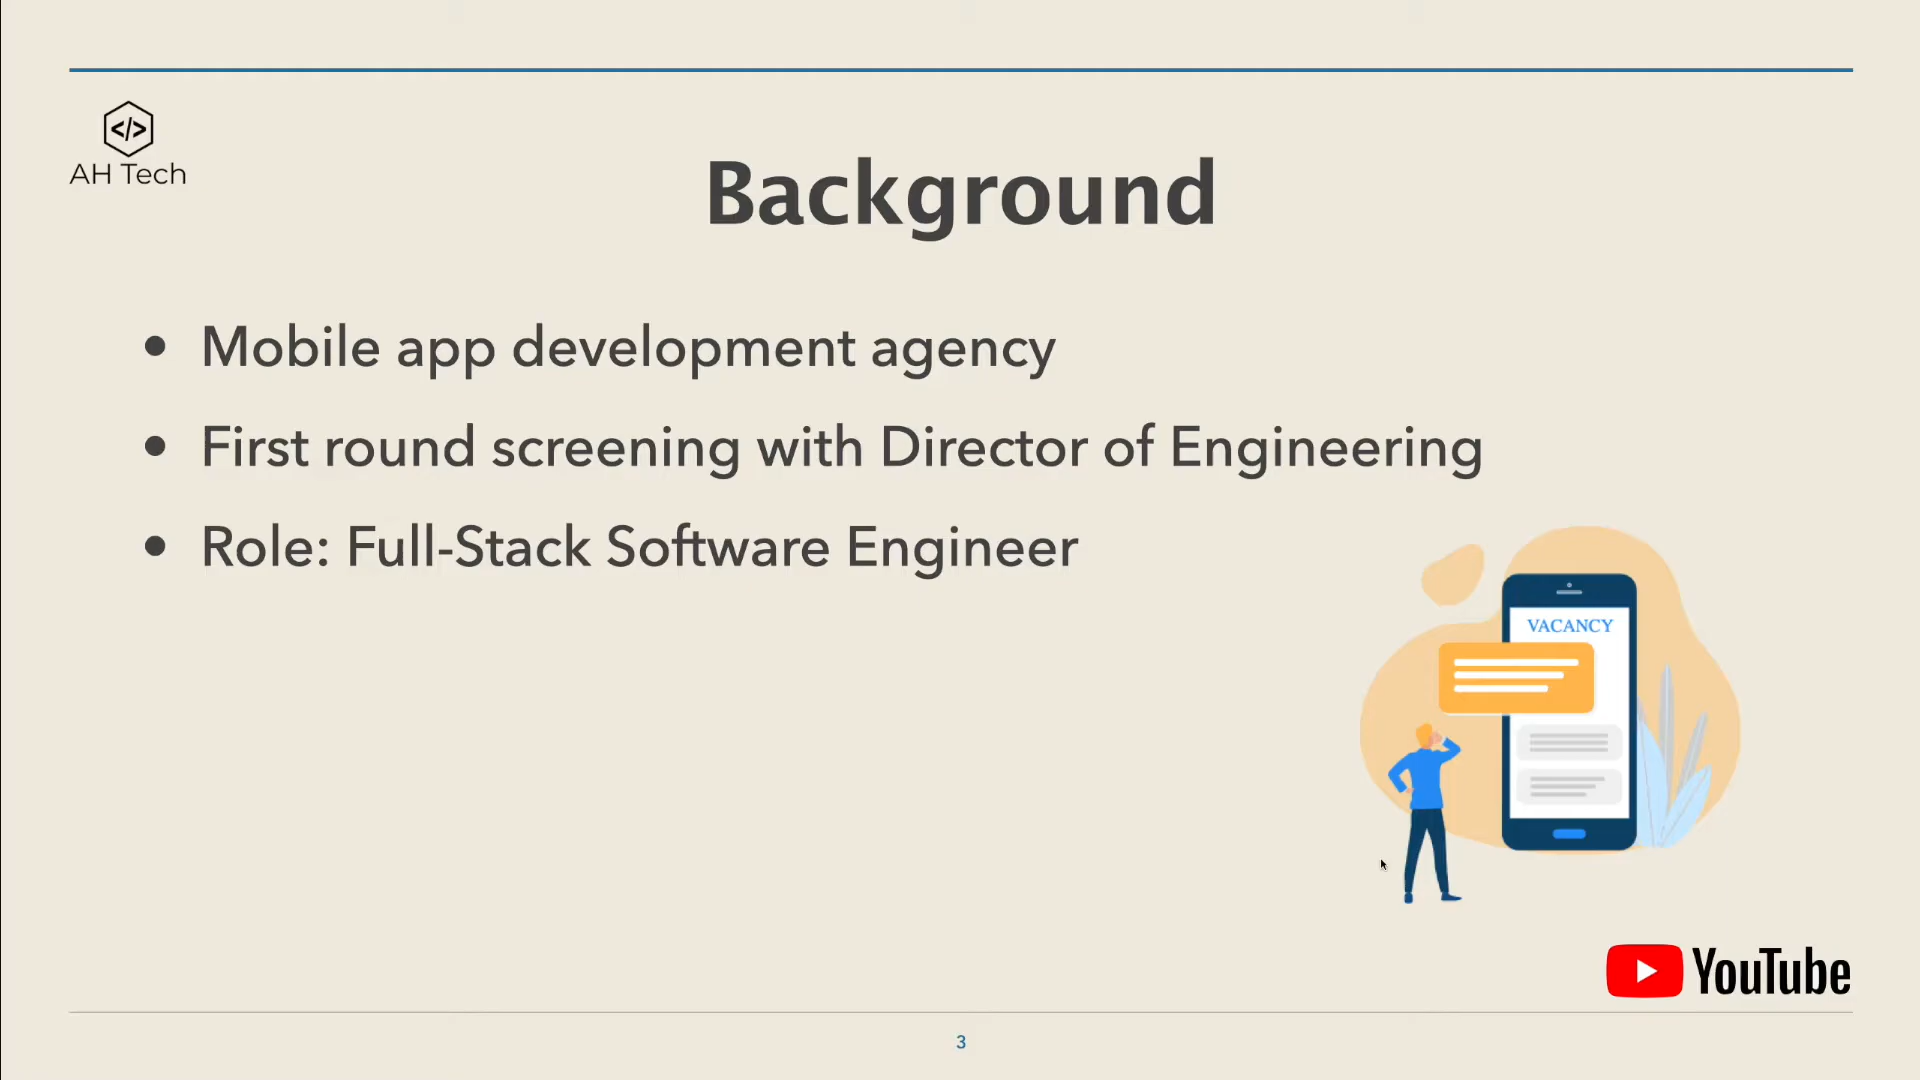 </>
AH Tech
Background
• Mobile app development agency
• First round screening with Director of Engineering
• Role: Full-Stack Software Engineer
VACANCY
YouTube
3